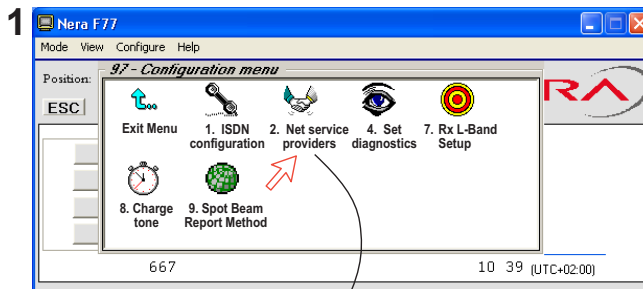 1
Nera F77
Mode View Configure Help
Position:
97 - Configuration menu
ESC
RA
Exit Menu
1. ISDN configuration
2. Net service providers
4. Set diagnostics
7. Rx L-Band Setup
8. Charge tone
9. Spot Beam Report Method
667
10 39 (UTC+02:00)